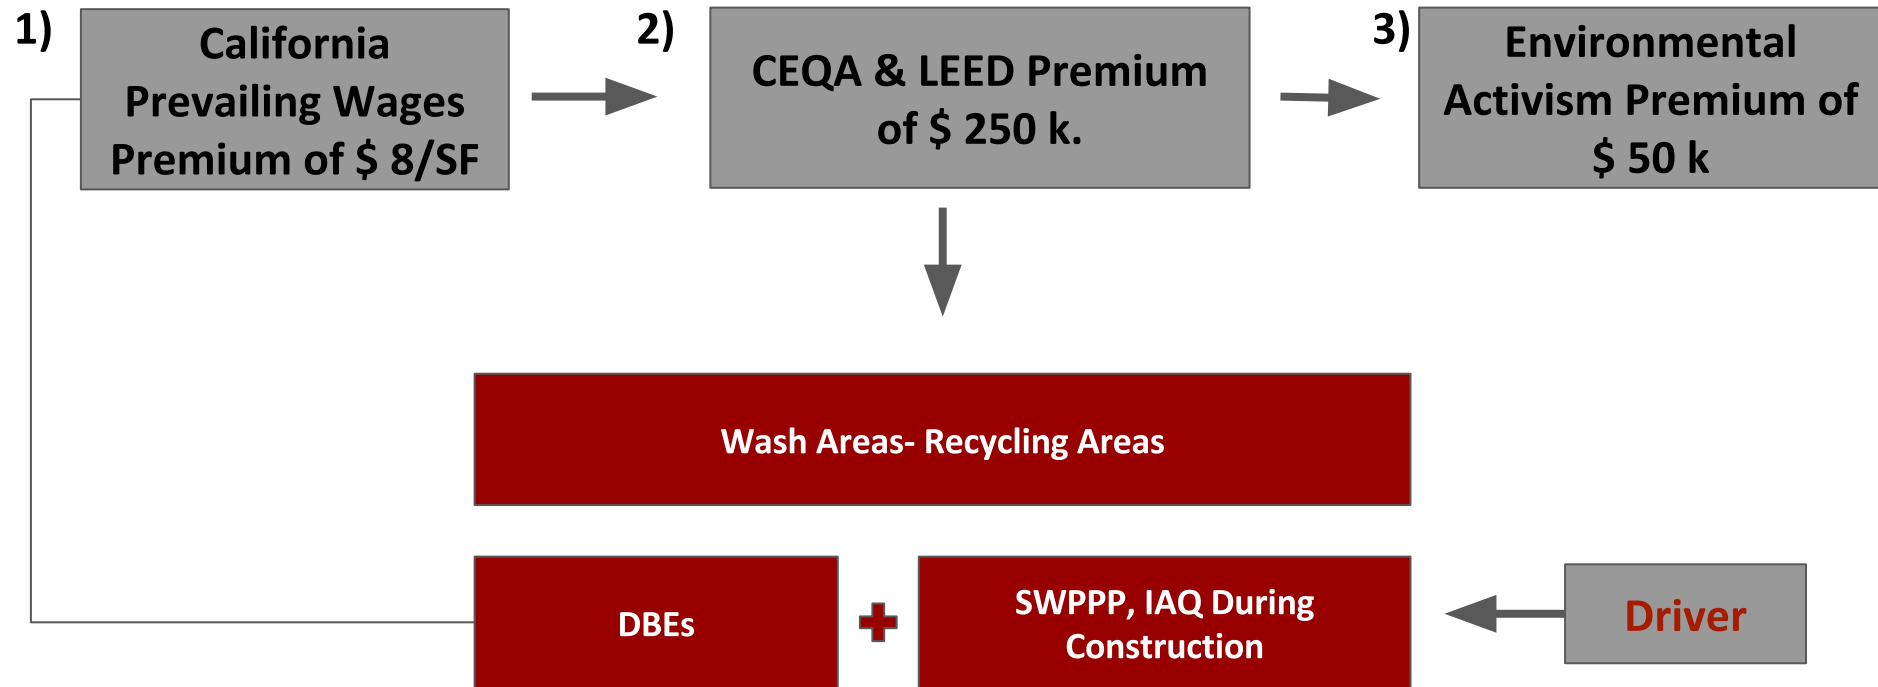 1)
California
Prevailing Wages
Premium of $ 8/SF
2)
CEQA & LEED Premium
of $ 250 k.
3)
Environmental
Activism Premium of
$ 50 k
Wash Areas- Recycling Areas
DBEs
SWPPP, IAQ During
Construction
Driver